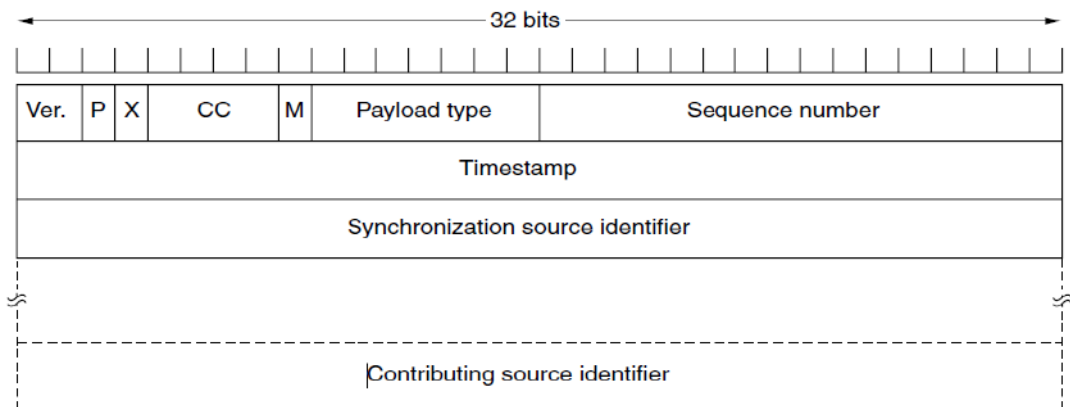 32 bits
Ver. P X CC M Payload type Sequence number
Timestamp
Synchronization source identifier
Contributing source identifier